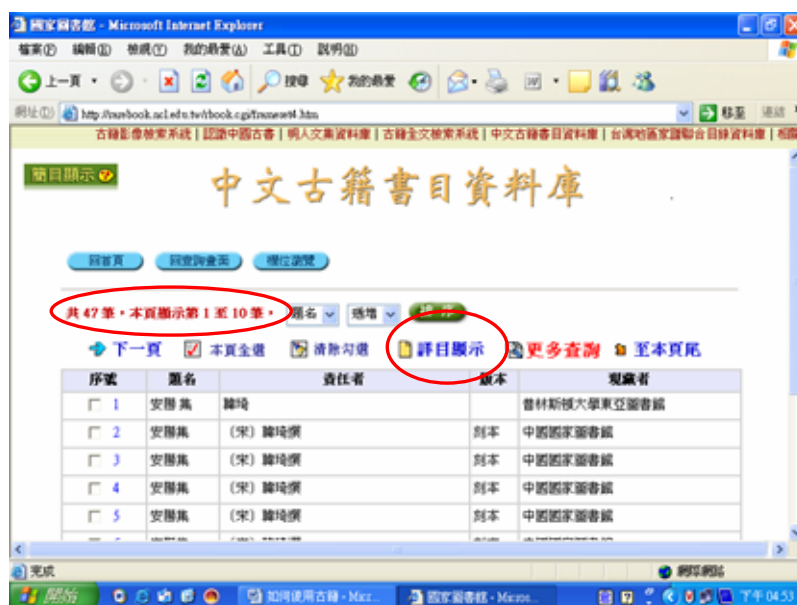 國家圖書館 - Microsoft Internet Explorer
檔案(F) 編輯(E) 檢視(V) 我的最愛(A) 工具(T) 說明(H)
上一頁 搜尋 我的最愛
網址(D) http://rarebook.ncl.edu.tw/rbook.cgi/frameset4.htm 移至 連結
古籍影像檢索系統 | 認識中國古書 | 明人文集資料庫 | 古籍全文檢索系統 | 中文古籍書目資料庫 | 台灣地區家譜聯合目錄資料庫 | 相關
簡目顯示
中文古籍書目資料庫
回首頁 回查詢畫面 欄位瀏覽
共 47 筆，本頁顯示第 1 至 10 筆， 題名 遞增 排序
下一頁 本頁全選 清除勾選 詳目顯示 更多查詢 至本頁尾
序號 題名 責任者 版本 現藏者
1 安陽集 韓琦 普林斯頓大學東亞圖書館
2 安陽集 （宋）韓琦撰 刻本 中國國家圖書館
3 安陽集 （宋）韓琦撰 刻本 中國國家圖書館
4 安陽集 （宋）韓琦撰 刻本 中國國家圖書館
5 安陽集 （宋）韓琦撰 刻本 中國國家圖書館
完成 網際網路
開始 如何使用古籍 - Micr... 國家圖書館 - Micros... 下午 04:53